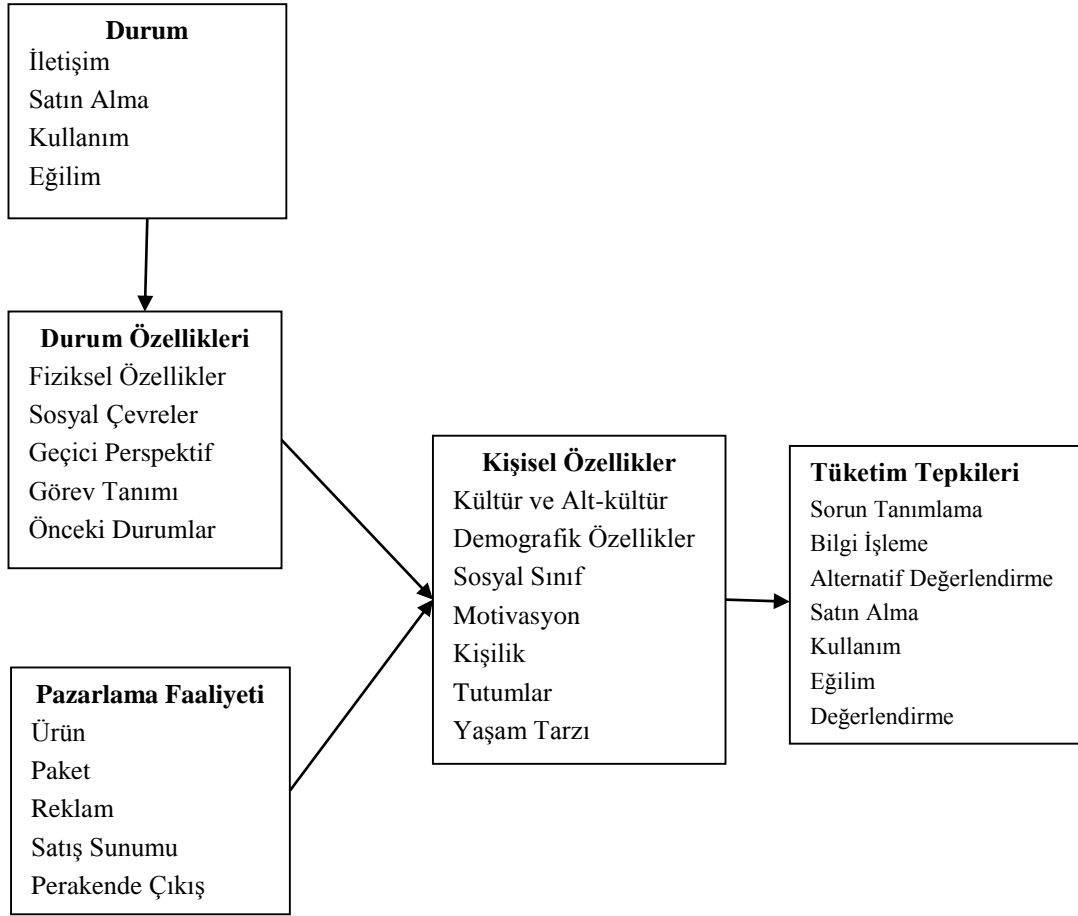 Durum
İletişim
Satın Alma
Kullanım
Eğilim
Durum Özellikleri
Fiziksel Özellikler
Sosyal Çevreler
Geçici Perspektif
Görev Tanımı
Önceki Durumlar
Pazarlama Faaliyeti
Ürün
Paket
Reklam
Satış Sunumu
Perakende Çıkış
Kişisel Özellikler
Kültür ve Alt-kültür
Demografik Özellikler
Sosyal Sınıf
Motivasyon
Kişilik
Tutumlar
Yaşam Tarzı
Tüketim Tepkileri
Sorun Tanımlama
Bilgi İşleme
Alternatif Değerlendirme
Satın Alma
Kullanım
Eğilim
Değerlendirme